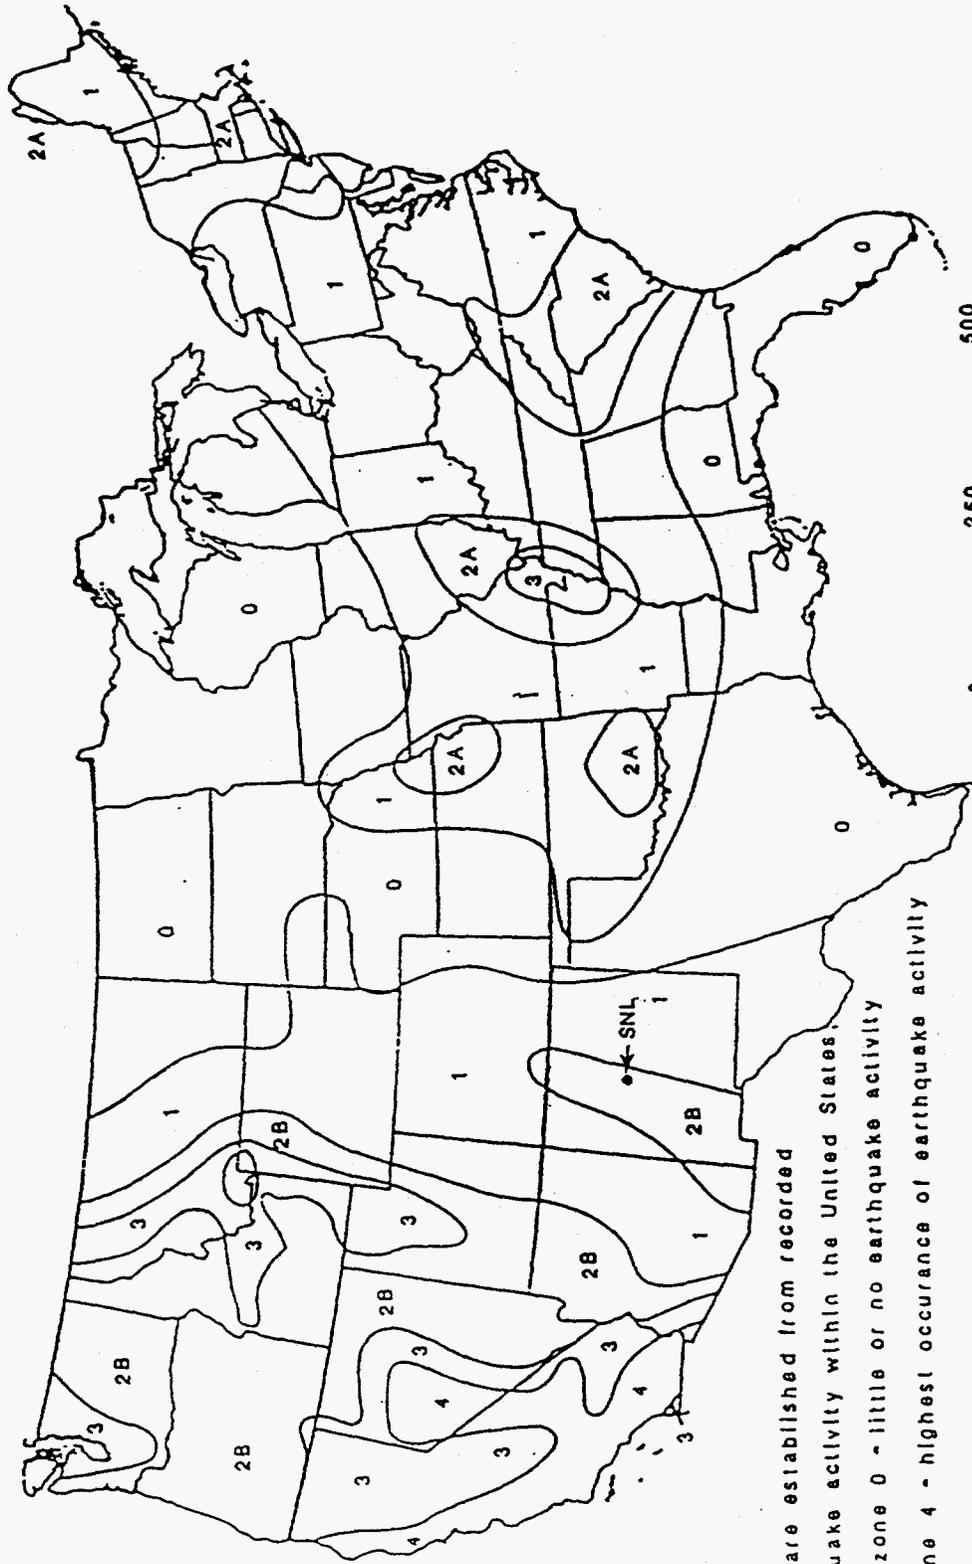 2A
1
3
2B
3
0
1
2A
2B
3
0
2B
1
3
2B
1
0
3
4
3
1
4
2A
1
2A
3
1
3
2B
2A
3
SNL
2A
4
1
1
3
2B
1
0
0
0
are established from recorded
activity within the United States.
zone 0 - little or no earthquake activity
4 - highest occurance of earthquake activity
250 500